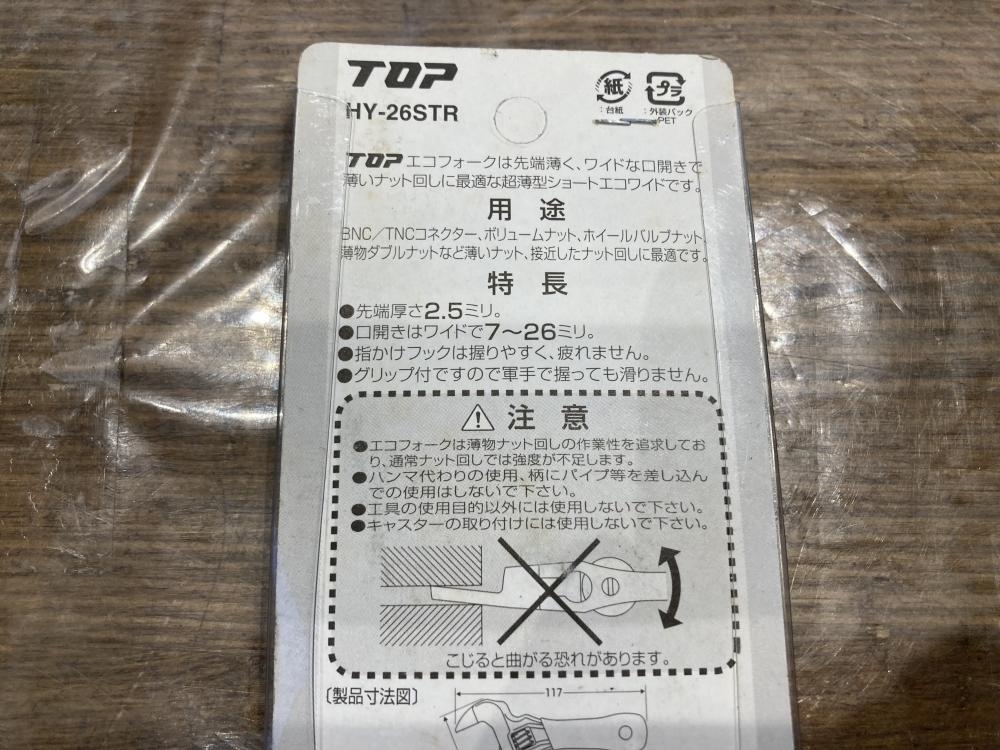 TOP
HY-26STR
紙
:台紙
プラ
:外装パック
PET
TOP エコフォークは先端薄く、ワイドな口開きで
薄いナット回しに最適な超薄型ショートエコワイドです。
用途
BNC/TNCコネクター、ボリュームナット、ホイールバルブナット、
薄物ダブルナットなど薄いナット、接近したナット回しに最適です。
特長
●先端厚さ2.5ミリ。
●口開きはワイドで7~26ミリ。
●指かけフックは握りやすく、疲れません。
●グリップ付ですので軍手で握っても滑りません。
⚠注意
●エコフォークは薄物ナット回しの作業性を追求してお
り、通常ナット回しでは強度が不足します。
●ハンマ代わりの使用、柄にパイプ等を差し込ん
での使用はしないで下さい。
●工具の使用目的以外には使用しないで下さい。
●キャスターの取り付けには使用しないで下さい。
こじると曲がる恐れがあります。
〔製品寸法図〕
117